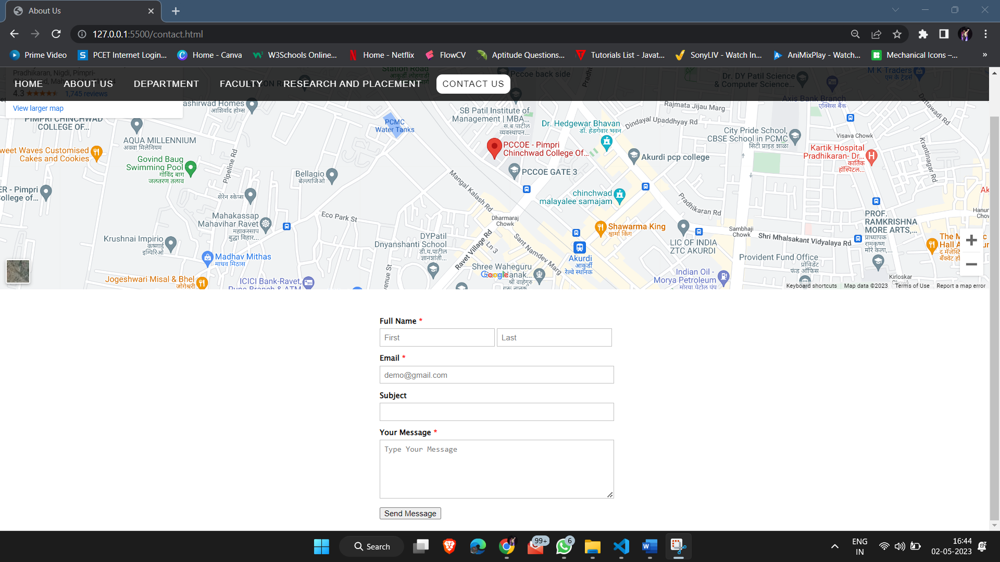 About Us
127.0.0.1:5500/contact.html
Prime Video
PCET Internet Login...
Home - Canva
W3Schools Online...
Home - Netflix
FlowCV
Aptitude Questions...
Tutorials List - Javat...
SonyLIV - Watch In...
AniMixPlay - Watch...
Mechanical Icons –...
»
Pradhikaran, Nigdi, Pimpri-
HOME
ABOUT US
DEPARTMENT
FACULTY
RESEARCH AND PLACEMENT
CONTACT US
4.3
1,745 reviews
View larger map
Station Road
आकुर्डी लोहगाडी
Pccoe back side
Dr. DY Patil Science
& Computer Science...
M K Traders
एम के ट्रेडर्स
Axis Bank Branch
एक्सिस बैंक
ashirwad Homes
आशिर्वाद होम्स
PIMPRI CHINCHWAD
COLLEGE OF...
AQUA MILLENNIUM
अक्वा मिलेनियम
PCMC
Water Tanks
SB Patil Institute of
Management | MBA...
स.ब पाटील
व्यवस्थापन...
Dr. Hedgewar Bhavan
डॉ. हेडगेवार भवन
Rajmata Jijau Marg
Dindayal Upaddhyay Rd
Dattawadi Rd
City Pride School,
CBSE School in PCMC
सिटी प्राइड शाळा
Visava Chowk
Krantinagar Rd
Kartik Hospital
Pradhikaran- Dr...
कार्तिक
हॉस्पिटल...
weet Waves Customised
Cakes and Cookies
Govind Baug
Swimming Pool
गोविंद बाग
जलतरण तलाव
Pipeline Rd
Bellagio
बेल्लाजिओ
PCCOE - Pimpri
Chinchwad College Of...
PCCOE GATE 3
Akurdi pcp college
ER - Pimpri
College of...
सेरेन स्केप्स
Mangal Kalash Rd
chinchwad
malayalee samajam
Pradhikaran Rd
Mahakassap
Mahavihar Ravet
महाकस्साप
बुद्धा विहार...
Eco Park St
Dharmaraj
Chowk
Shawarma King
श्वार्मा किंग
LIC OF INDIA
ZTC AKURDI
Sambhaji
Chowk
Shri Mhalsakant Vidyalaya Rd
PROF.
RAMKRISHNA
MORE ARTS,...
प्राध्यापक
रामकृष्ण
मोरे कला,...
Krushnai Impirio
कृष्णाई
इम्पिरिओ
DYPatil
Dnyanshanti School
डी.य.पाटील
ज्ञानशांती...
Ravet Village Rd
Ln 3
Sant Namdev Marg
Akurdi
आकुर्डी
रेल्वे स्थानक
Madhav Mithas
माधव मिठास
Provident Fund Office
प्रोविडेंट
फंड ऑफिस
Indian Oil -
Morya Petroleum
मोरया पेटोल पंप
Shree Waheguru
श्री वाहेगुरु
Google
Jogeshwari Misal & Bhel
जोगेश्वरी
ICICI Bank-Ravet,
Pune Branch & ATM
Kirloskar
Keyboard shortcuts
Map data ©2023
Terms of Use
Report a map error
Full Name *
First
Last
Email *
demo@gmail.com
Subject
Your Message *
Type Your Message
Send Message
Search
99+
6
ENG
IN
16:44
02-05-2023